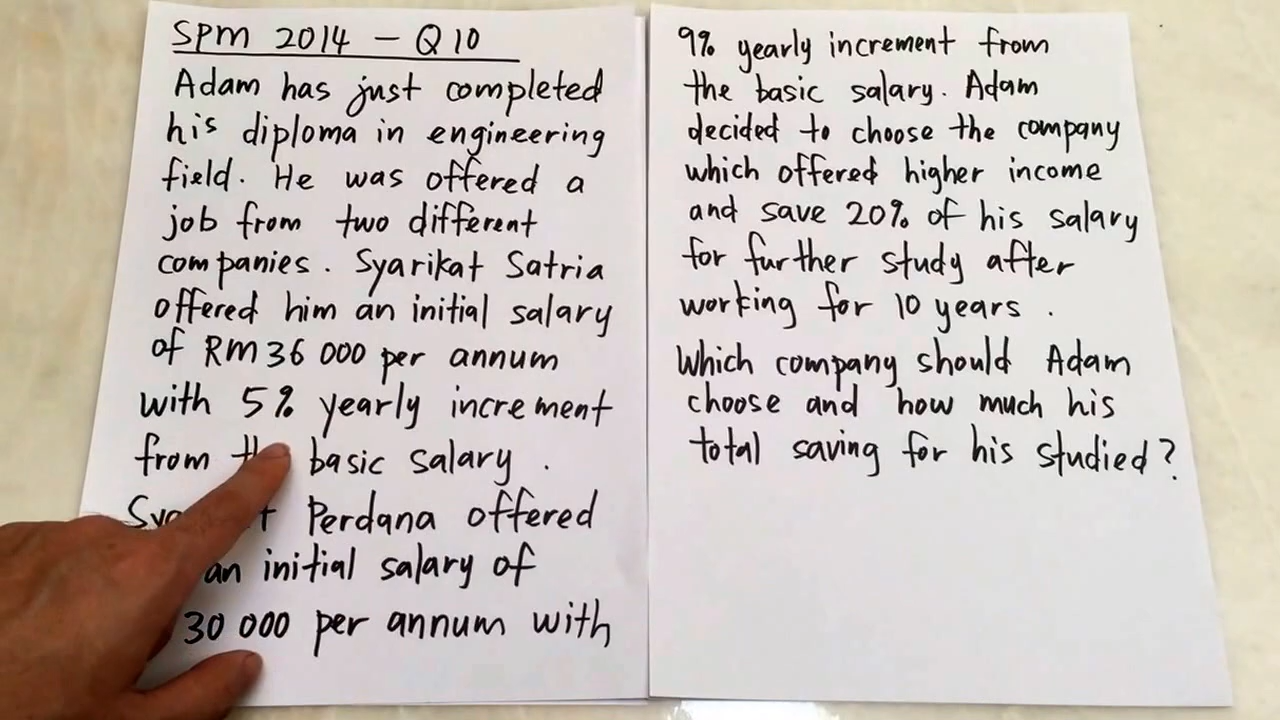 SPM 2014 - Q10
Adam has just completed
his diploma in engineering
field. He was offered a
job from two different
companies. Syarikat Satria
offered him an initial salary
of RM36 000 per annum
with 5% yearly increment
from the basic salary.
Perdana offered
an initial salary of
30 000 per annum with
9% yearly increment from
the basic salary. Adam
decided to choose the company
which offered higher income
and save 20% of his salary
for further study after
working for 10 years.
Which company should Adam
choose and how much his
total saving for his studied?